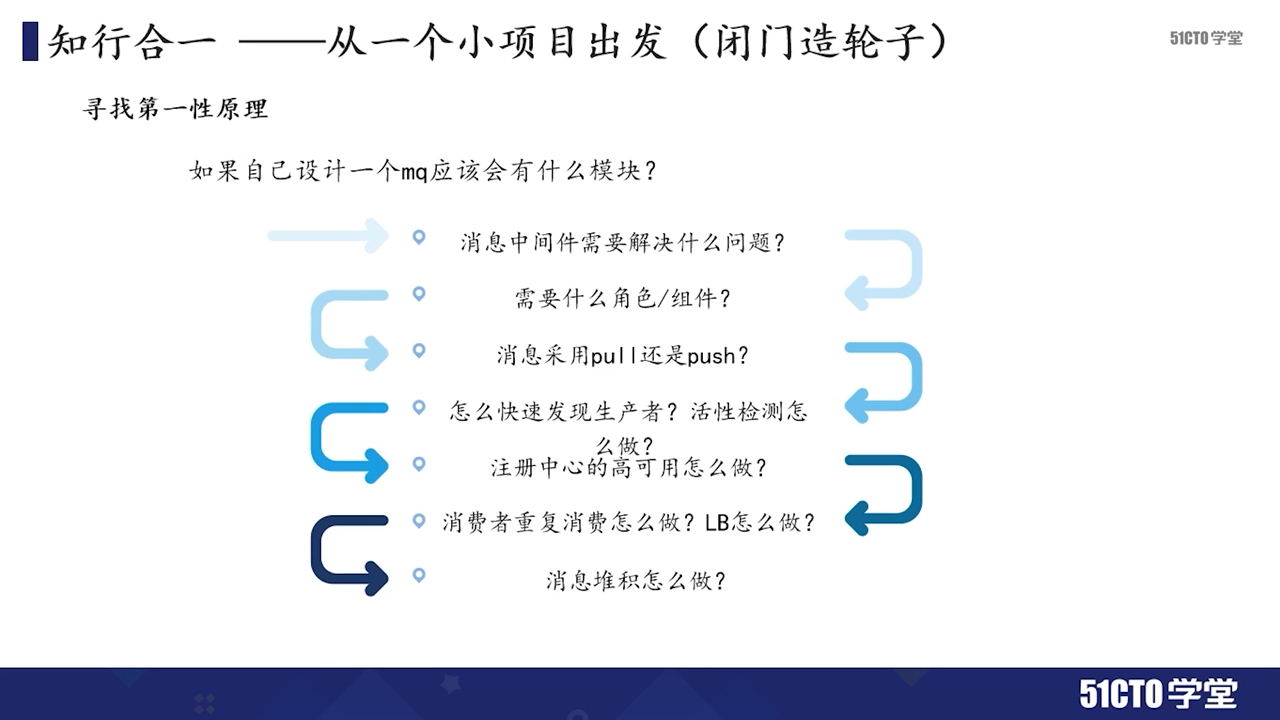 知行合一 ——从一个小项目出发（闭门造轮子）
51CTO学堂
寻找第一性原理
如果自己设计一个mq应该会有什么模块？
消息中间件需要解决什么问题？
需要什么角色/组件？
消息采用pull还是push？
怎么快速发现生产者？活性检测怎
么做？
注册中心的高可用怎么做？
消费者重复消费怎么做？LB怎么做？
消息堆积怎么做？
51CTO学堂